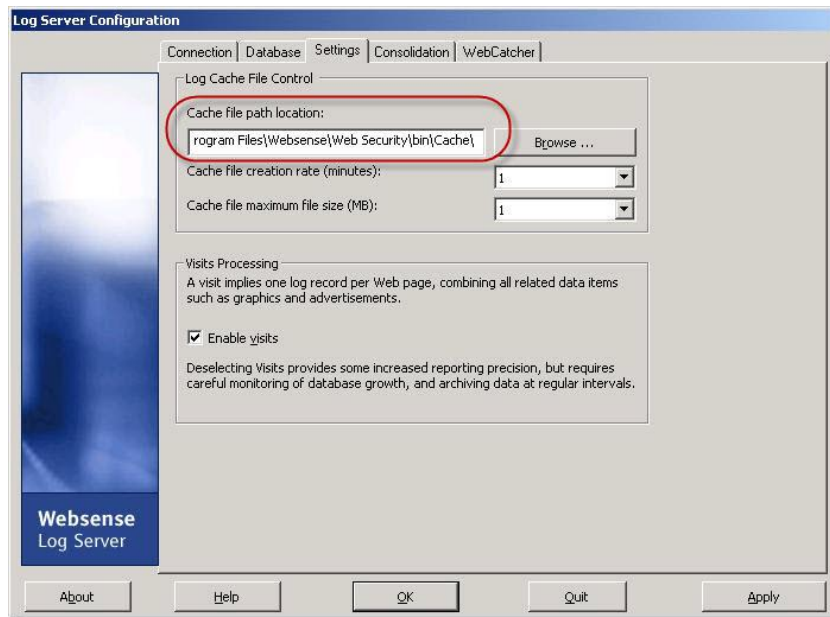 Log Server Configuration
Connection Database Settings Consolidation WebCatcher
Log Cache File Control
Cache file path location:
rogram Files\Websense\Web Security\bin\Cache\ Browse ...
Cache file creation rate (minutes): 1
Cache file maximum file size (MB): 1
Visits Processing
A visit implies one log record per Web page, combining all related data items
such as graphics and advertisements.
Enable visits
Deselecting Visits provides some increased reporting precision, but requires
careful monitoring of database growth, and archiving data at regular intervals.
Websense
Log Server
About Help OK Quit Apply